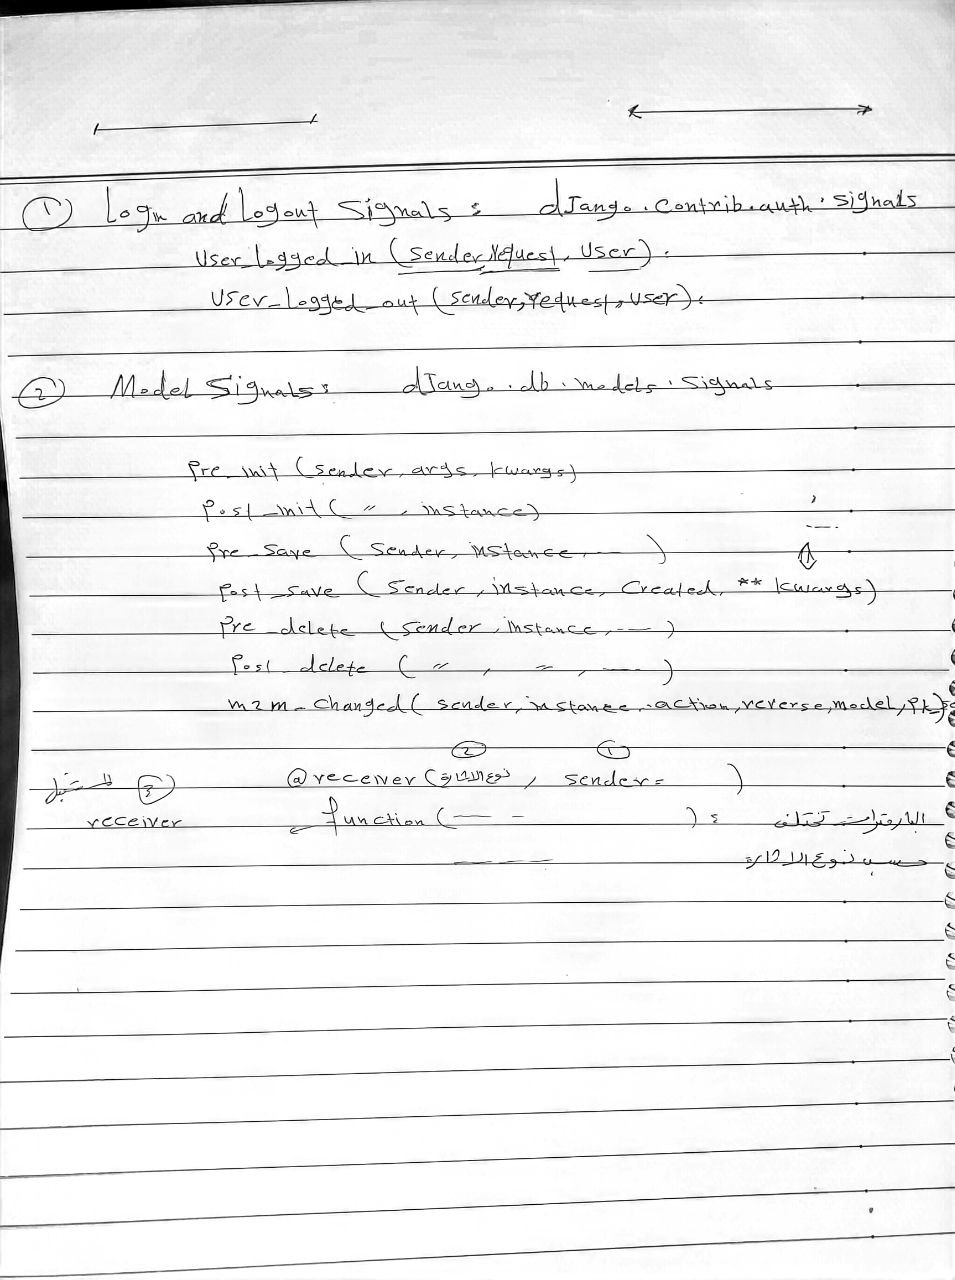 ① Login and Logout Signals : django.contrib.auth.signals
user_logged_in (sender, request, user).
user_logged_out (sender, request, user):
② Model Signals: django.db.models.signals
pre_init (sender, args, kwargs)
post_init ( " , instance)
pre_save ( sender, instance, --- )
post_save ( sender, instance, created, ** kwargs)
pre_delete ( sender, instance, --- )
post_delete ( " , " , --- )
m2m_changed( sender, instance, action, reverse, model, pk_
② ①
المستقبل ③ @receiver (نوع الاشارة , sender= )
receiver function ( --- - ) : البارمترات تختلف
حسب نوع الاشارة